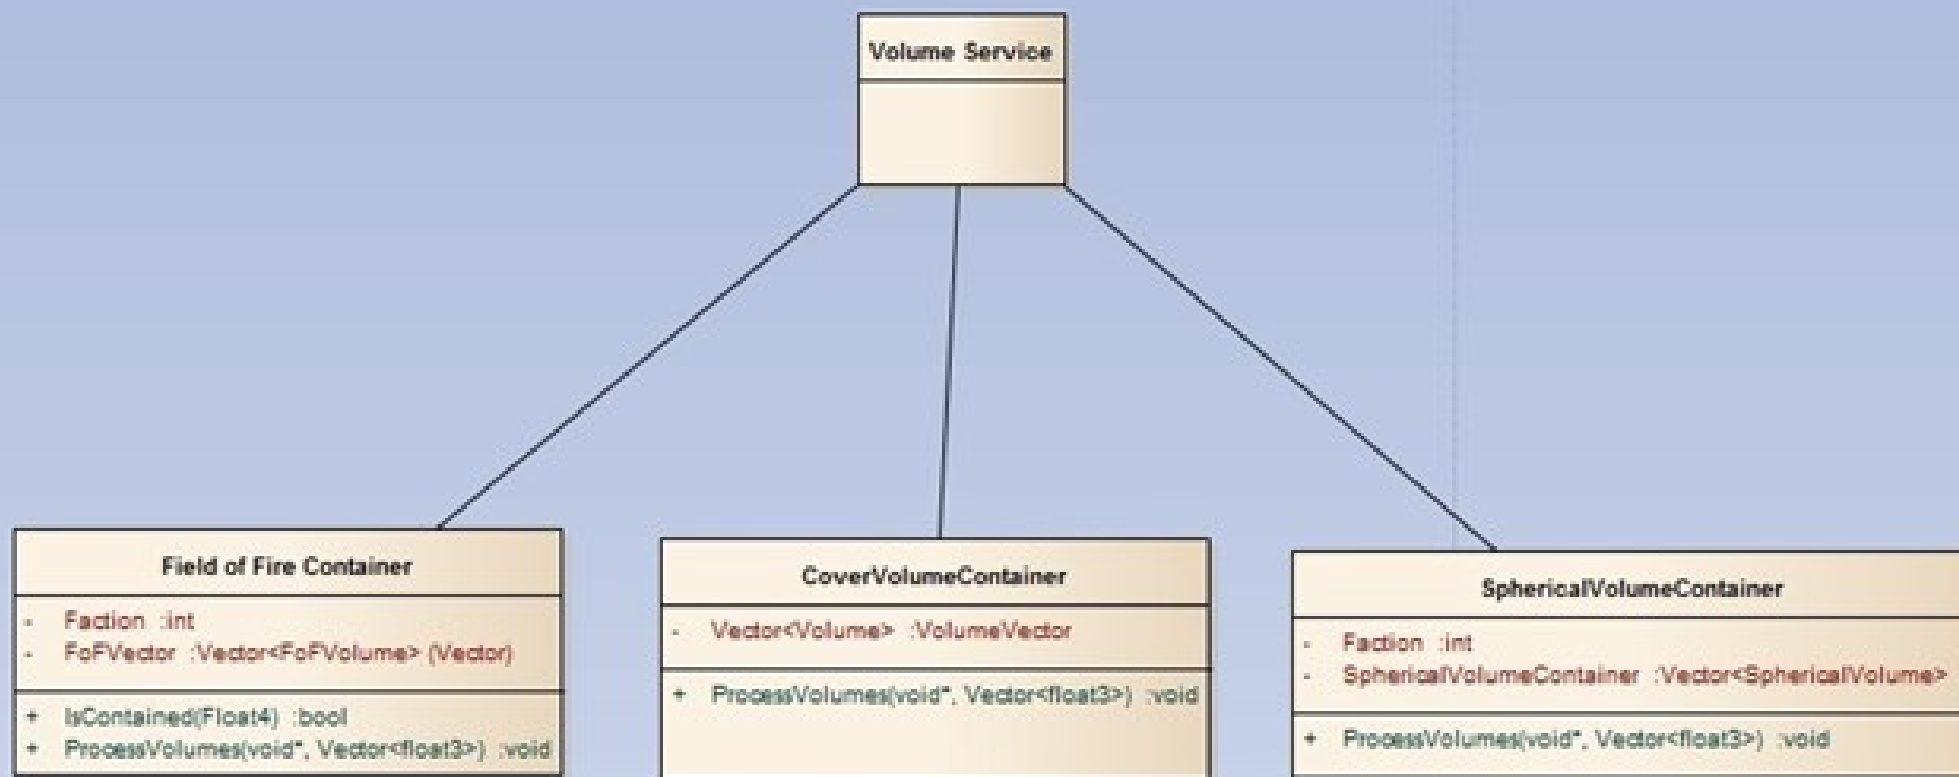 Volume Service
Field of Fire Container
- Faction :int
- FoFVector :Vector<FoFVolume> (Vector)
+ IsContained(Float4) :bool
+ ProcessVolumes(void*, Vector<float3>) :void
CoverVolumeContainer
- Vector<Volume> :VolumeVector
+ ProcessVolumes(void*, Vector<float3>) :void
SphericalVolumeContainer
- Faction :int
- SphericalVolumeContainer :Vector<SphericalVolume>
+ ProcessVolumes(void*, Vector<float3>) :void